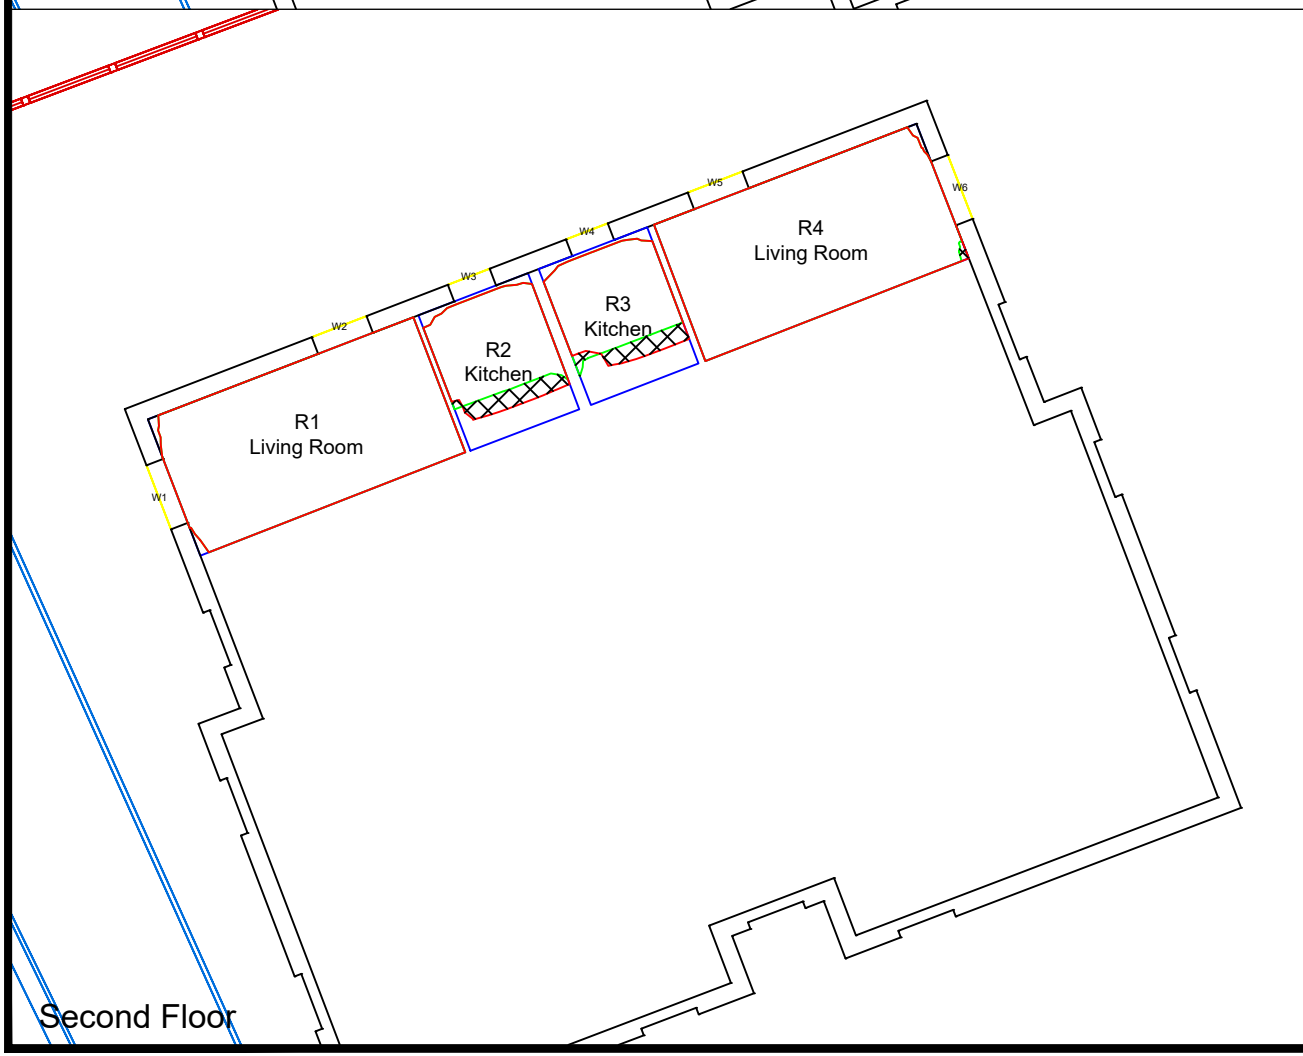 W5
W6
R4
Living Room
W4
W3
R3
Kitchen
W2
R2
Kitchen
R1
Living Room
W1
Second Floor